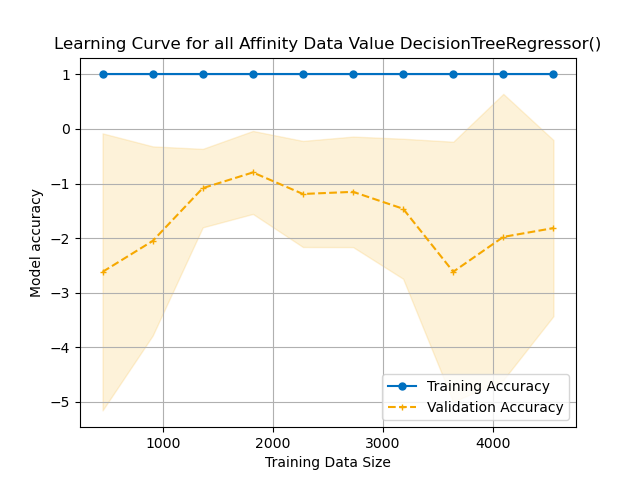 Learning Curve for all Affinity Data Value DecisionTreeRegressor()
Model accuracy
1
0
−1
−2
−3
−4
−5
Training Accuracy
Validation Accuracy
1000 2000 3000 4000
Training Data Size